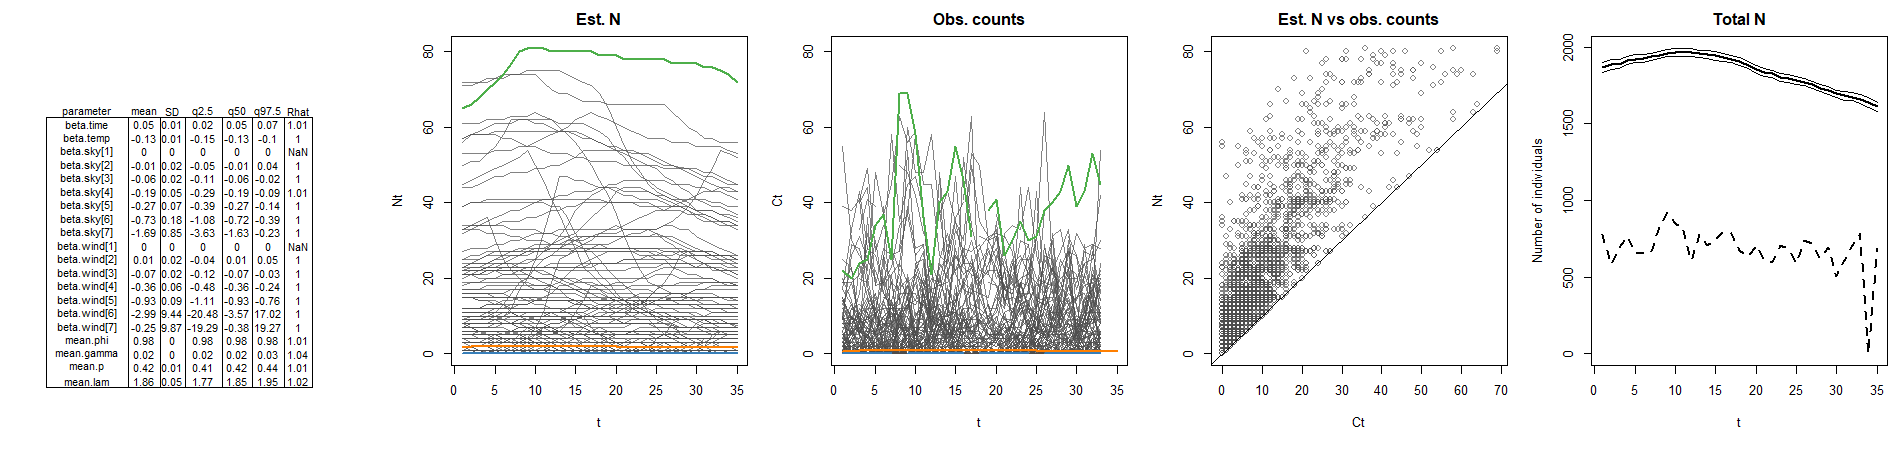 parameter mean SD q2.5 q50 q97.5 Rhat
beta.time 0.05 0.01 0.02 0.05 0.07 1.01
beta.temp -0.13 0.01 -0.15 -0.13 -0.1 1
beta.sky[1] 0 0 0 0 0 NaN
beta.sky[2] -0.01 0.02 -0.05 -0.01 0.04 1
beta.sky[3] -0.06 0.02 -0.11 -0.06 -0.02 1
beta.sky[4] -0.19 0.05 -0.29 -0.19 -0.09 1.01
beta.sky[5] -0.27 0.07 -0.39 -0.27 -0.14 1
beta.sky[6] -0.73 0.18 -1.08 -0.72 -0.39 1
beta.sky[7] -1.69 0.85 -3.63 -1.63 -0.23 1
beta.wind[1] 0 0 0 0 0 NaN
beta.wind[2] 0.01 0.02 -0.04 0.01 0.05 1
beta.wind[3] -0.07 0.02 -0.12 -0.07 -0.03 1
beta.wind[4] -0.36 0.06 -0.48 -0.36 -0.24 1
beta.wind[5] -0.93 0.09 -1.11 -0.93 -0.76 1
beta.wind[6] -2.99 9.44 -20.48 -3.57 17.02 1
beta.wind[7] -0.25 9.87 -19.29 -0.38 19.27 1
mean.phi 0.98 0 0.98 0.98 0.98 1.01
mean.gamma 0.02 0 0.02 0.02 0.03 1.04
mean.p 0.42 0.01 0.41 0.42 0.44 1.01
mean.lam 1.86 0.05 1.77 1.85 1.95 1.02
Est. N
Nt
80
60
40
20
0
0 5 10 15 20 25 30 35
t
Obs. counts
Ct
80
60
40
20
0
0 5 10 15 20 25 30 35
t
Est. N vs obs. counts
Nt
80
60
40
20
0
0 10 20 30 40 50 60 70
Ct
Total N
Number of individuals
2000
1500
1000
500
0
0 5 10 15 20 25 30 35
t